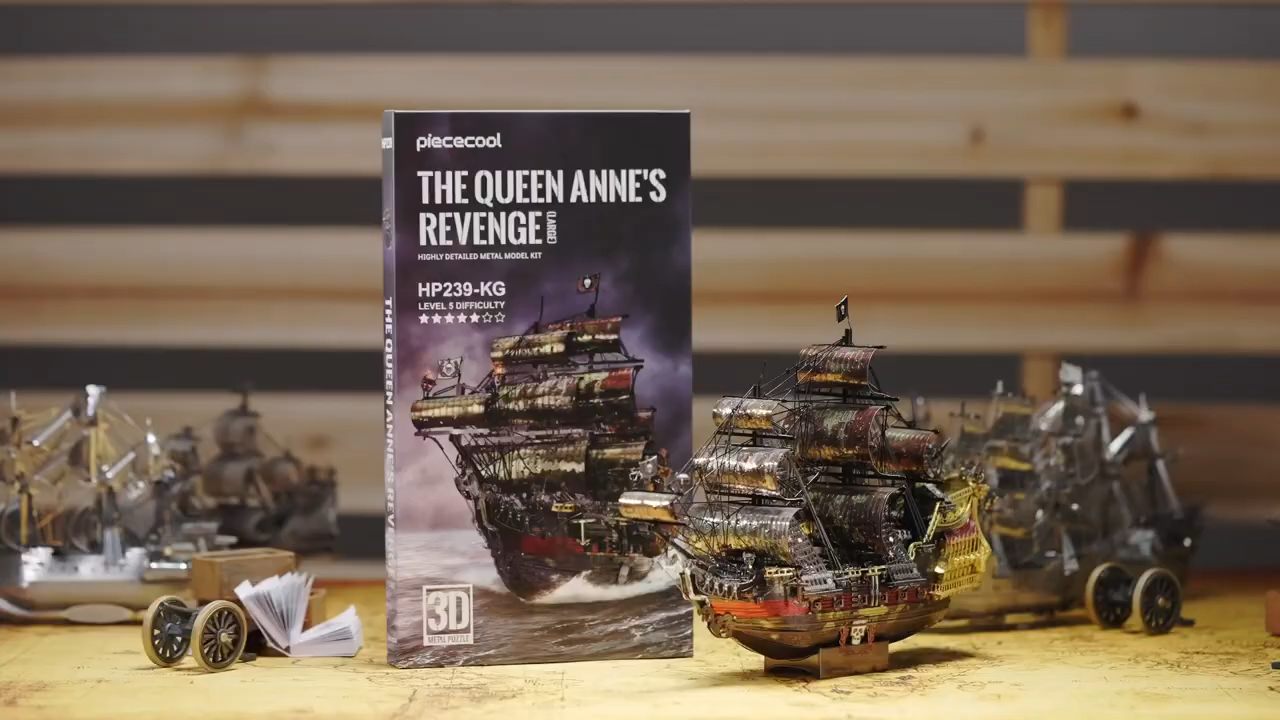 piececool
THE QUEEN ANNE'S
REVENGE (LARGE)
HIGHLY DETAILED METAL MODEL KIT
HP239-KG
LEVEL 5 DIFFICULTY
3D
METAL PUZZLE
THE QUEEN ANNE'S REV